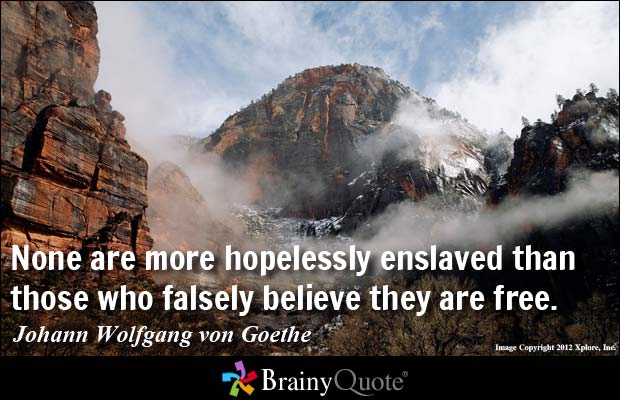 None are more hopelessly enslaved than
those who falsely believe they are free.
Johann Wolfgang von Goethe
Image Copyright 2012 Xplore, Inc.
BrainyQuote®